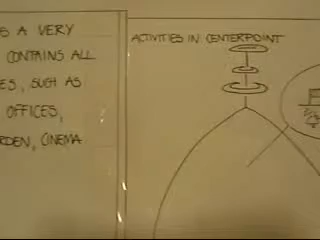 S A VERY
CONTAINS ALL
ES, SUCH AS
OFFICES,
RDEN, CINEMA
ACTIVITIES IN CENTERPOINT